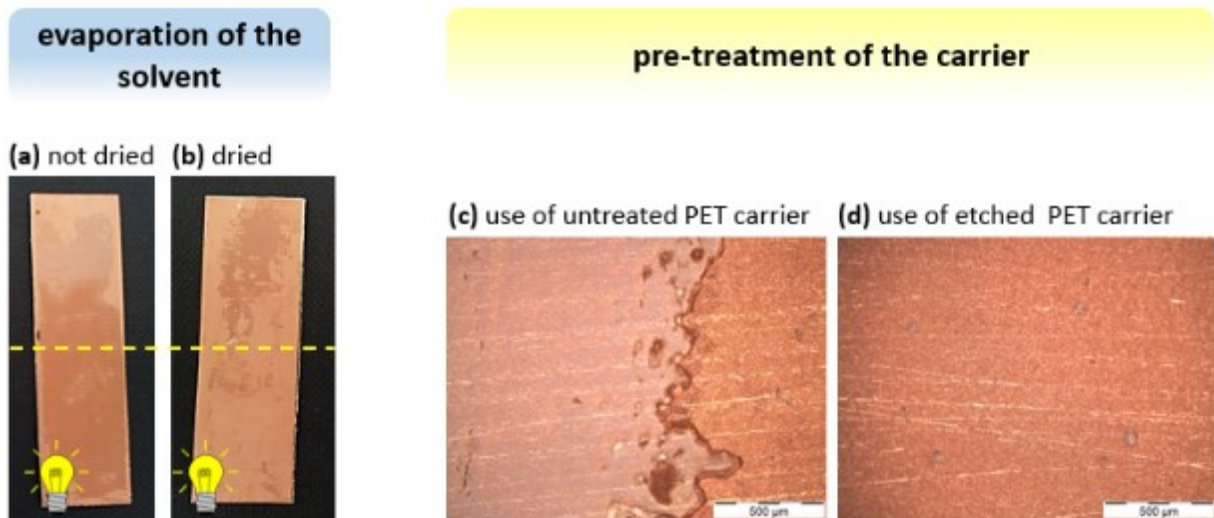 evaporation of the
solvent
pre-treatment of the carrier
(a) not dried (b) dried
(c) use of untreated PET carrier (d) use of etched PET carrier
500 µm
500 µm